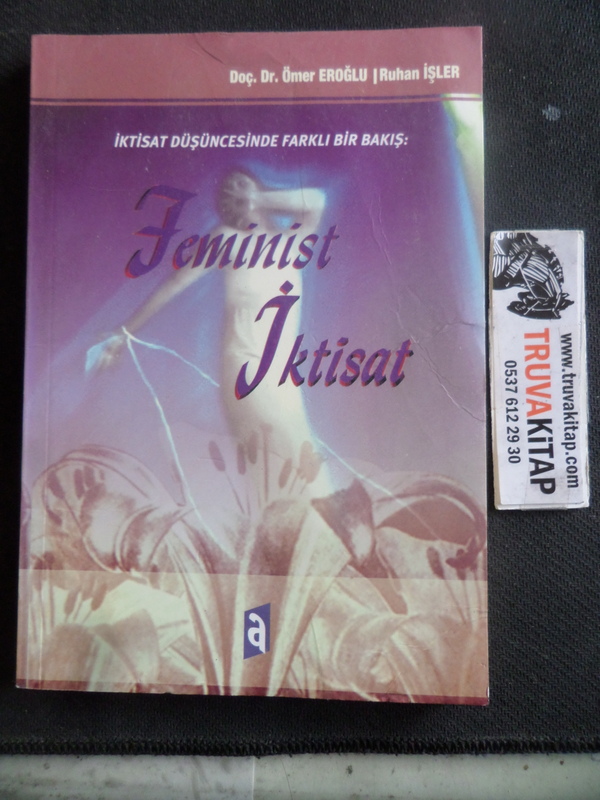 Doç. Dr. Ömer EROĞLU | Ruhan İŞLER
İKTİSAT DÜŞÜNCESİNDE FARKLI BİR BAKIŞ:
Feminist
İktisat
a
www.truvakitap.com
TRUVAKİTAP
0537 612 29 30